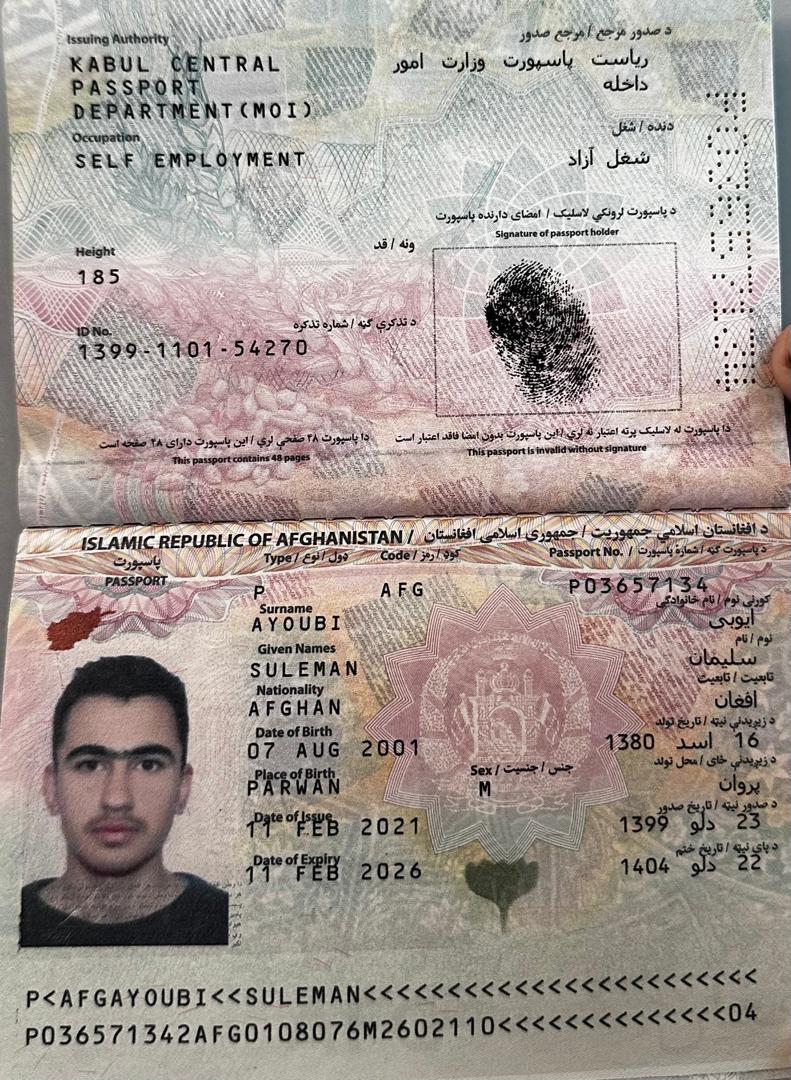 Issuing Authority د صدور مرجع / مرجع صدور
KABUL CENTRAL ریاست پاسپورت وزارت امور
PASSPORT داخله
DEPARTMENT(MOI)
Occupation دنده / شغل
SELF EMPLOYMENT شغل آزاد
د پاسپورت لرونکي لاسلیک / امضای دارنده پاسپورت
Signature of passport holder
Height ونه / قد
185
ID No. د تذکرې ګڼه / شماره تذکره
1399-1101-54270
دا پاسپورت ۴۸ صفحې لري / این پاسپورت دارای ۴۸ صفحه است
This passport contains 48 pages
دا پاسپورت له لاسلیک پرته اعتبار نه لري / این پاسپورت بدون امضا فاقد اعتبار است
This passport is invalid without signature
ISLAMIC REPUBLIC OF AFGHANISTAN / د افغانستان اسلامي جمهوریت / جمهوری اسلامی افغانستان
پاسپورت Type / ډول / نوع Code / کوډ / رمز Passport No. / د پاسپورت ګڼه / شمارهٔ پاسپورت
PASSPORT
P AFG P03657134
Surname کورنی نوم / نام خانوادگی
AYOUBI ایوبی
Given Names نوم / نام
SULEMAN سلیمان
Nationality تابعیت / تابعیت
AFGHAN افغان
Date of Birth د زیږیدنې نېټه / تاریخ تولد
07 AUG 2001 16 اسد 1380
Place of Birth Sex / جنس / جنسیت د زیږیدنې ځای / محل تولد
PARWAN M پروان
Date of Issue د صدور نېټه / تاریخ صدور
11 FEB 2021 23 دلو 1399
Date of Expiry د پای نېټه / تاریخ ختم
11 FEB 2026 22 دلو 1404
P<AFGAYOUBI<<SULEMAN<<<<<<<<<<<<<<<<<<<<<<<<
P036571342AFG0108076M2602110<<<<<<<<<<<<<<04